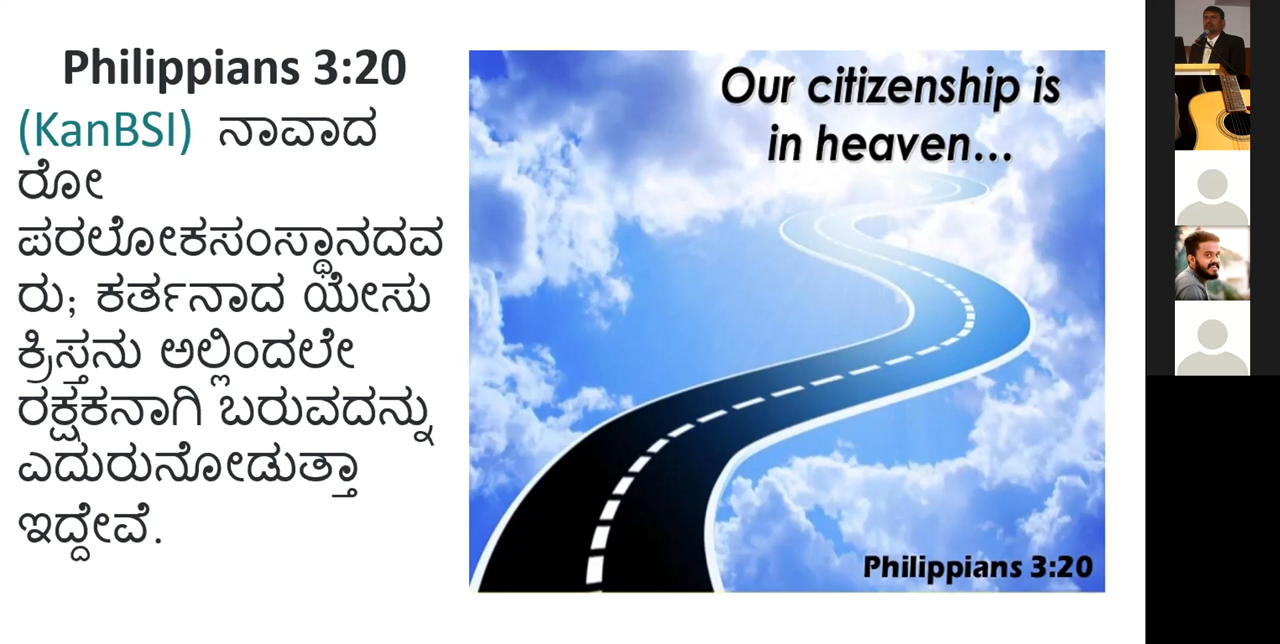 Philippians 3:20
(KanBSI) ನಾವಾದ
ರೋ
ಪರಲೋಕಸಂಸ್ಥಾನದವ
ರು; ಕರ್ತನಾದ ಯೇಸು
ಕ್ರಿಸ್ತನು ಅಲ್ಲಿಂದಲೇ
ರಕ್ಷಕನಾಗಿ ಬರುವದನ್ನು
ಎದುರುನೋಡುತ್ತಾ
ಇದ್ದೇವೆ.
Our citizenship is
in heaven...
Philippians 3:20